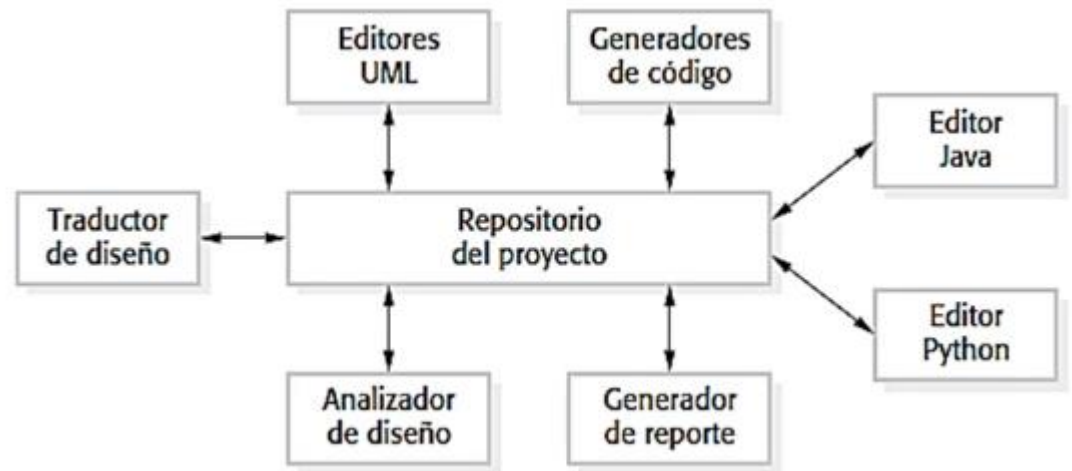 Editores
UML
Generadores
de código
Editor
Java
Traductor
de diseño
Repositorio
del proyecto
Editor
Python
Analizador
de diseño
Generador
de reporte